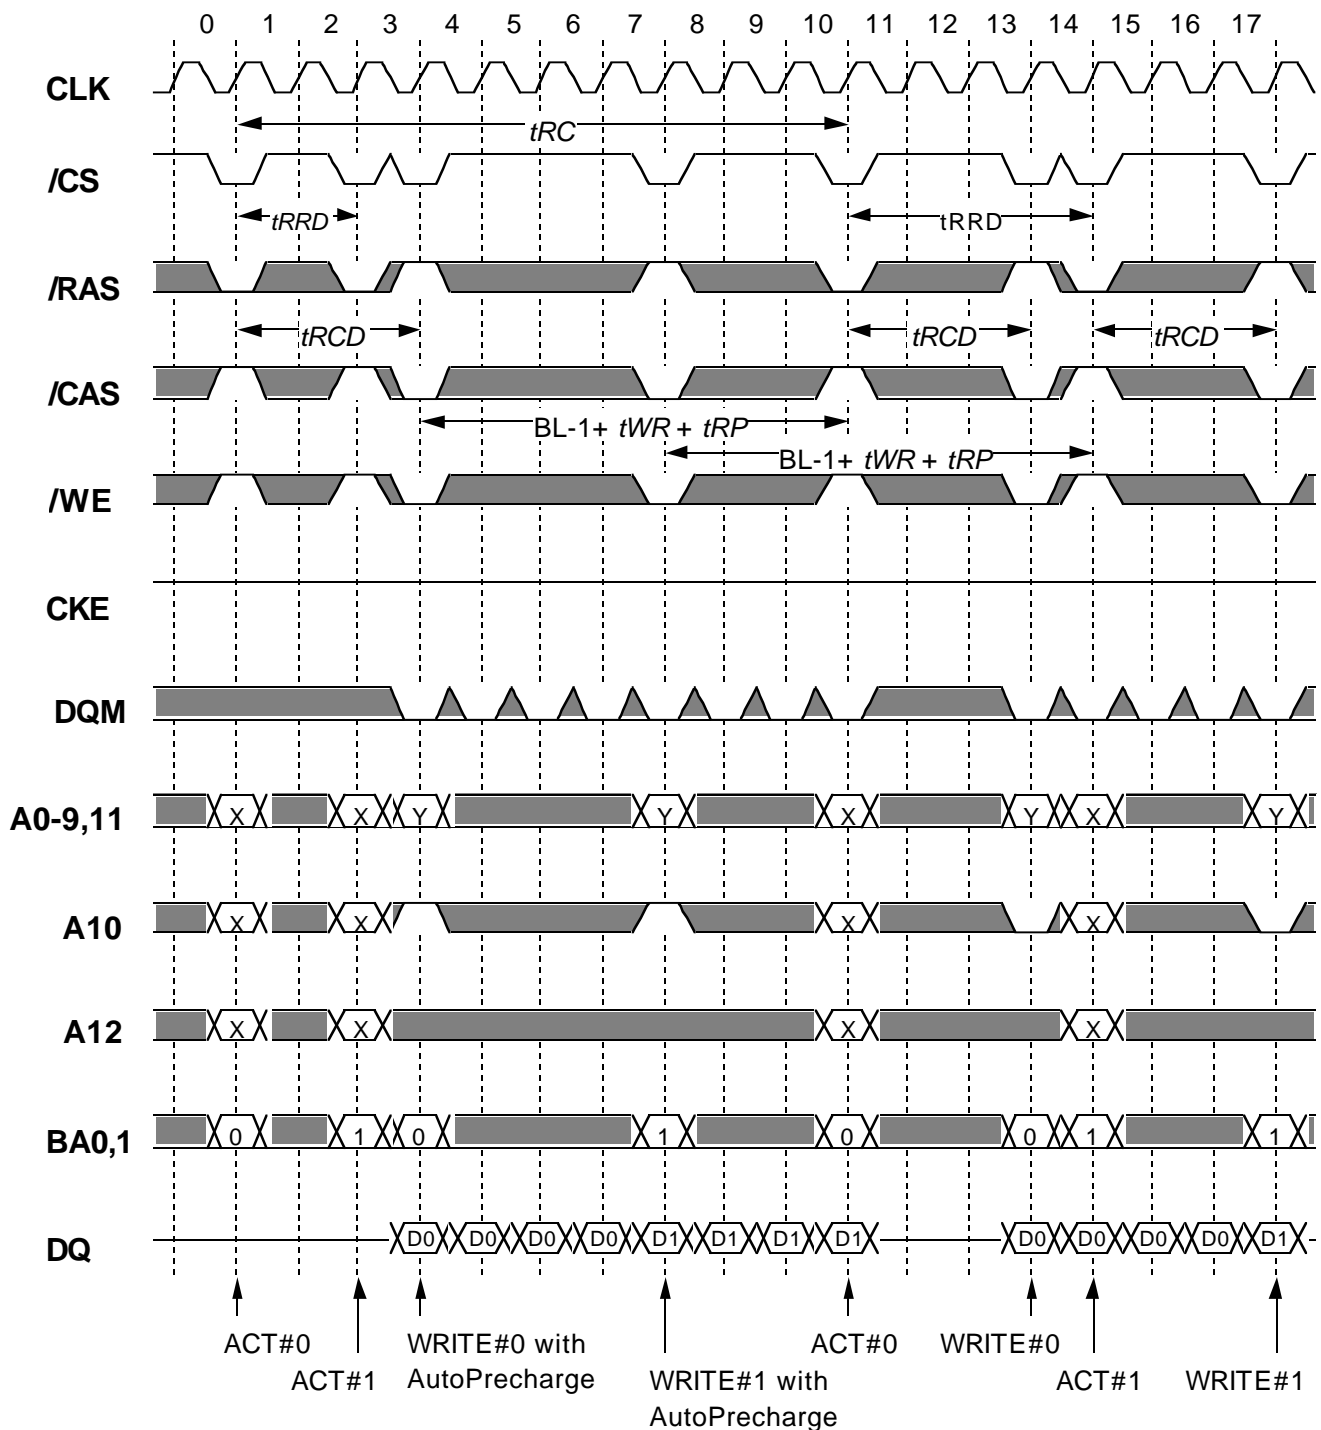 0 1 2 3 4 5 6 7 8 9 10 11 12 13 14 15 16 17
CLK
tRC
/CS
tRRD tRRD
/RAS
tRCD tRCD tRCD
/CAS
BL-1+ tWR + tRP
BL-1+ tWR + tRP
/WE
CKE
DQM
A0-9,11 X X Y Y X Y X Y
A10 X X X X
A12 X X X X
BA0,1 0 1 0 1 0 0 1 1
DQ D0 D0 D0 D0 D1 D1 D1 D1 D0 D0 D0 D0 D1
ACT#0 WRITE#0 with ACT#0 WRITE#0
ACT#1 AutoPrecharge WRITE#1 with ACT#1 WRITE#1
AutoPrecharge